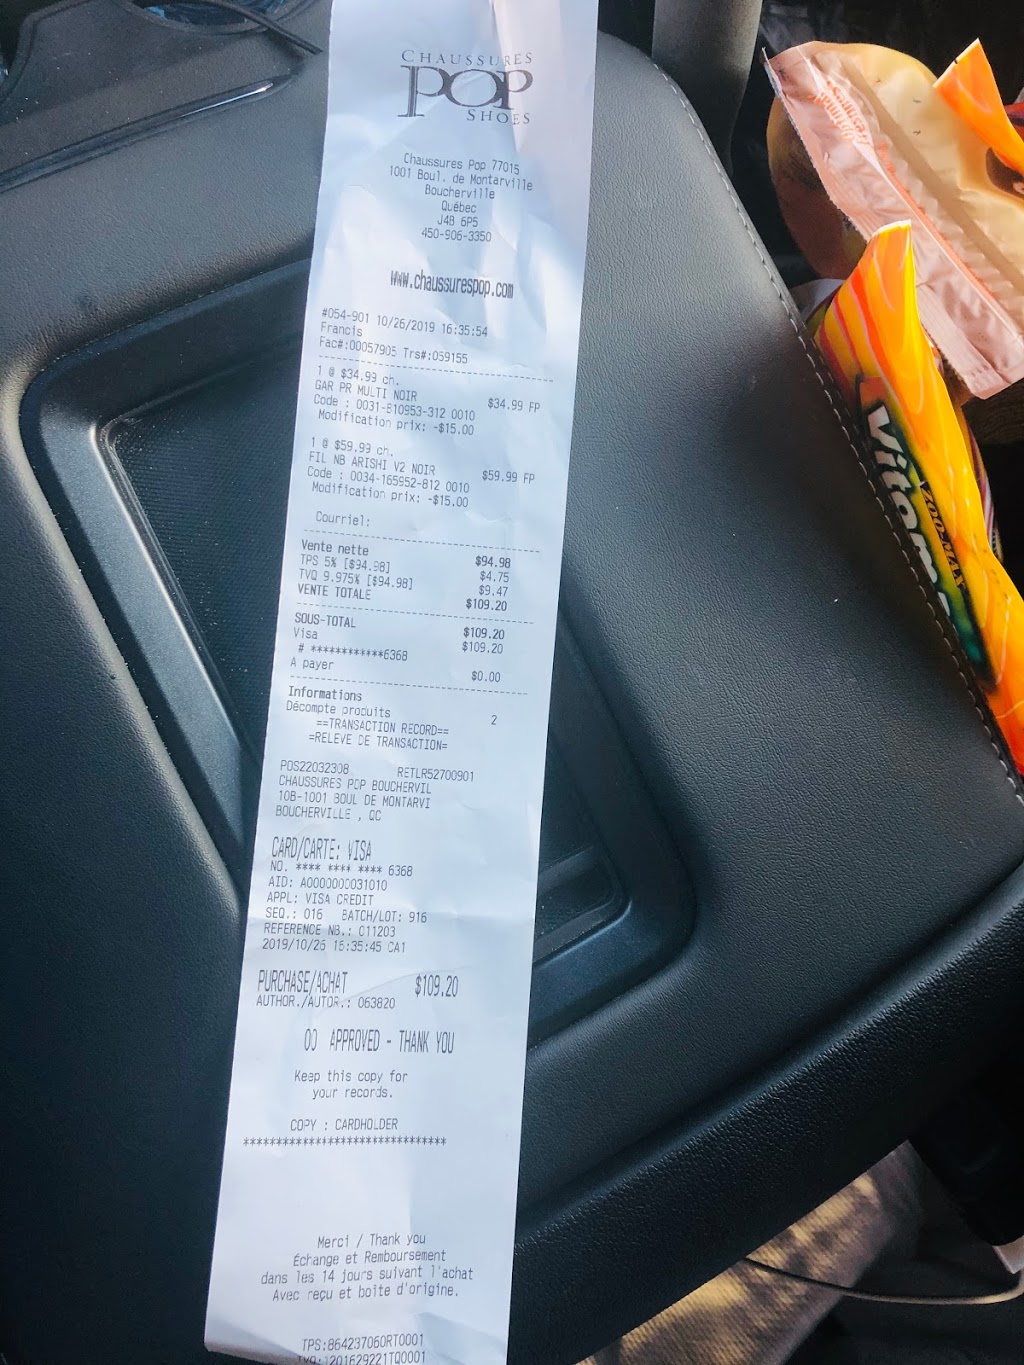 CHAUSSURES
POP
SHOES
Chaussures Pop 77015
1001 Boul. de Montarville
Boucherville
Québec
J4B 6P5
450-906-3350
www.chaussurespop.com
#054-901 10/26/2019 16:35:54
Francis
Fac#:00057905 Trs#:059155
1 @ $34.99 ch.
GAR PR MULTI NOIR $34.99 FP
Code : 0031-810953-312 0010
Modification prix: -$15.00
1 @ $59.99 ch.
FIL NB ARISHI V2 NOIR $59.99 FP
Code : 0034-165952-812 0010
Modification prix: -$15.00
Courriel:
Vente nette $94.98
TPS 5% [$94.98] $4.75
TVQ 9.975% [$94.98] $9.47
VENTE TOTALE $109.20
SOUS-TOTAL $109.20
Visa $109.20
# ************6368
A payer $0.00
Informations
Décompte produits 2
==TRANSACTION RECORD==
=RELEVE DE TRANSACTION=
POS22032308 RETLR52700901
CHAUSSURES POP BOUCHERVIL
10B-1001 BOUL DE MONTARVI
BOUCHERVILLE , QC
CARD/CARTE: VISA
NO. **** **** **** 6368
AID: A0000000031010
APPL: VISA CREDIT
SEQ.: 016 BATCH/LOT: 916
REFERENCE NB.: 011203
2019/10/26 16:35:45 CA1
PURCHASE/ACHAT $109.20
AUTHOR./AUTOR.: 063820
00 APPROVED - THANK YOU
Keep this copy for
your records.
COPY : CARDHOLDER
*******************************
Merci / Thank you
Échange et Remboursement
dans les 14 jours suivant l'achat
Avec reçu et boîte d'origine.
TPS:864237060RT0001
TVQ:1201629221TQ0001
Vitam
ZOO-MAX